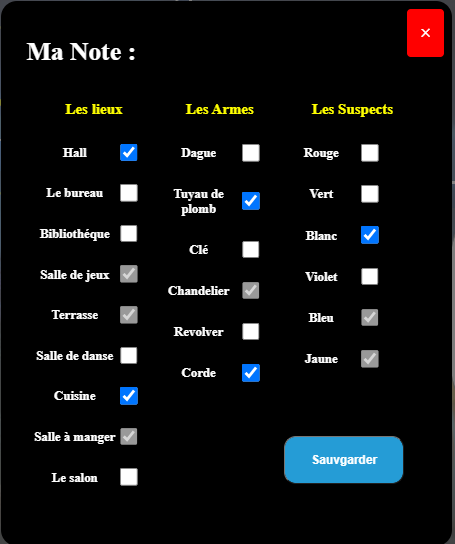 ×
Ma Note :
Les lieux
Les Armes
Les Suspects
Hall
Dague
Rouge
Le bureau
Tuyau de
plomb
Vert
Bibliothéque
Clé
Blanc
Salle de jeux
Chandelier
Violet
Terrasse
Revolver
Bleu
Salle de danse
Corde
Jaune
Cuisine
Salle à manger
Le salon
Sauvgarder